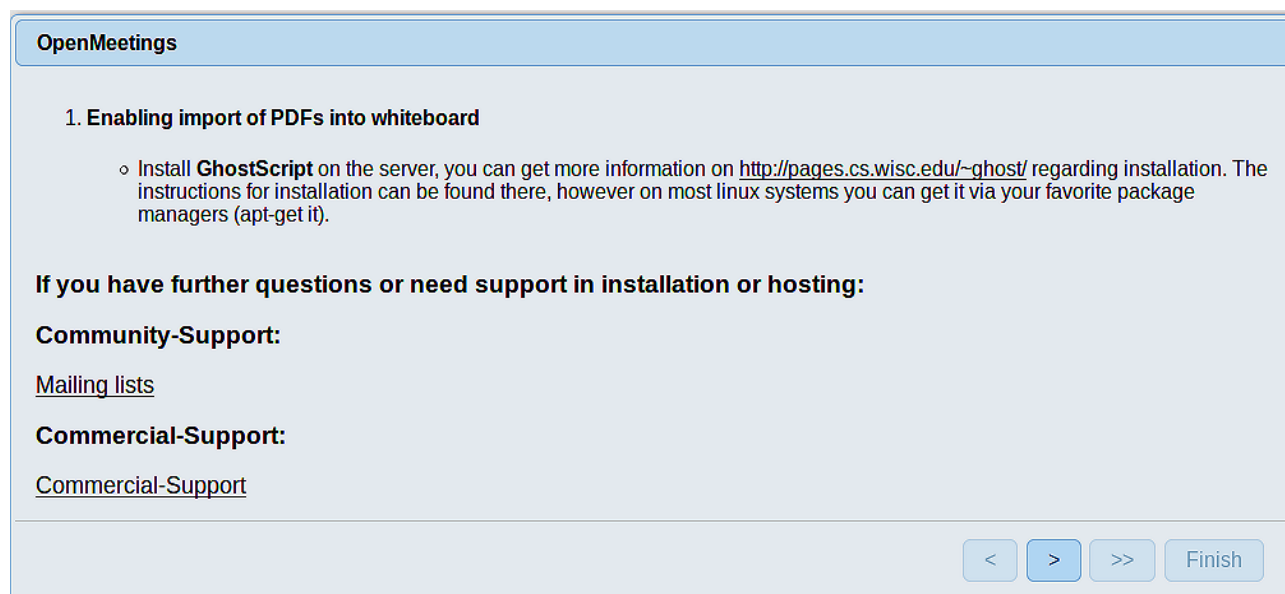 OpenMeetings
1. Enabling import of PDFs into whiteboard
Install GhostScript on the server, you can get more information on http://pages.cs.wisc.edu/~ghost/ regarding installation. The
instructions for installation can be found there, however on most linux systems you can get it via your favorite package
managers (apt-get it).
If you have further questions or need support in installation or hosting:
Community-Support:
Mailing lists
Commercial-Support:
Commercial-Support
< > >> Finish